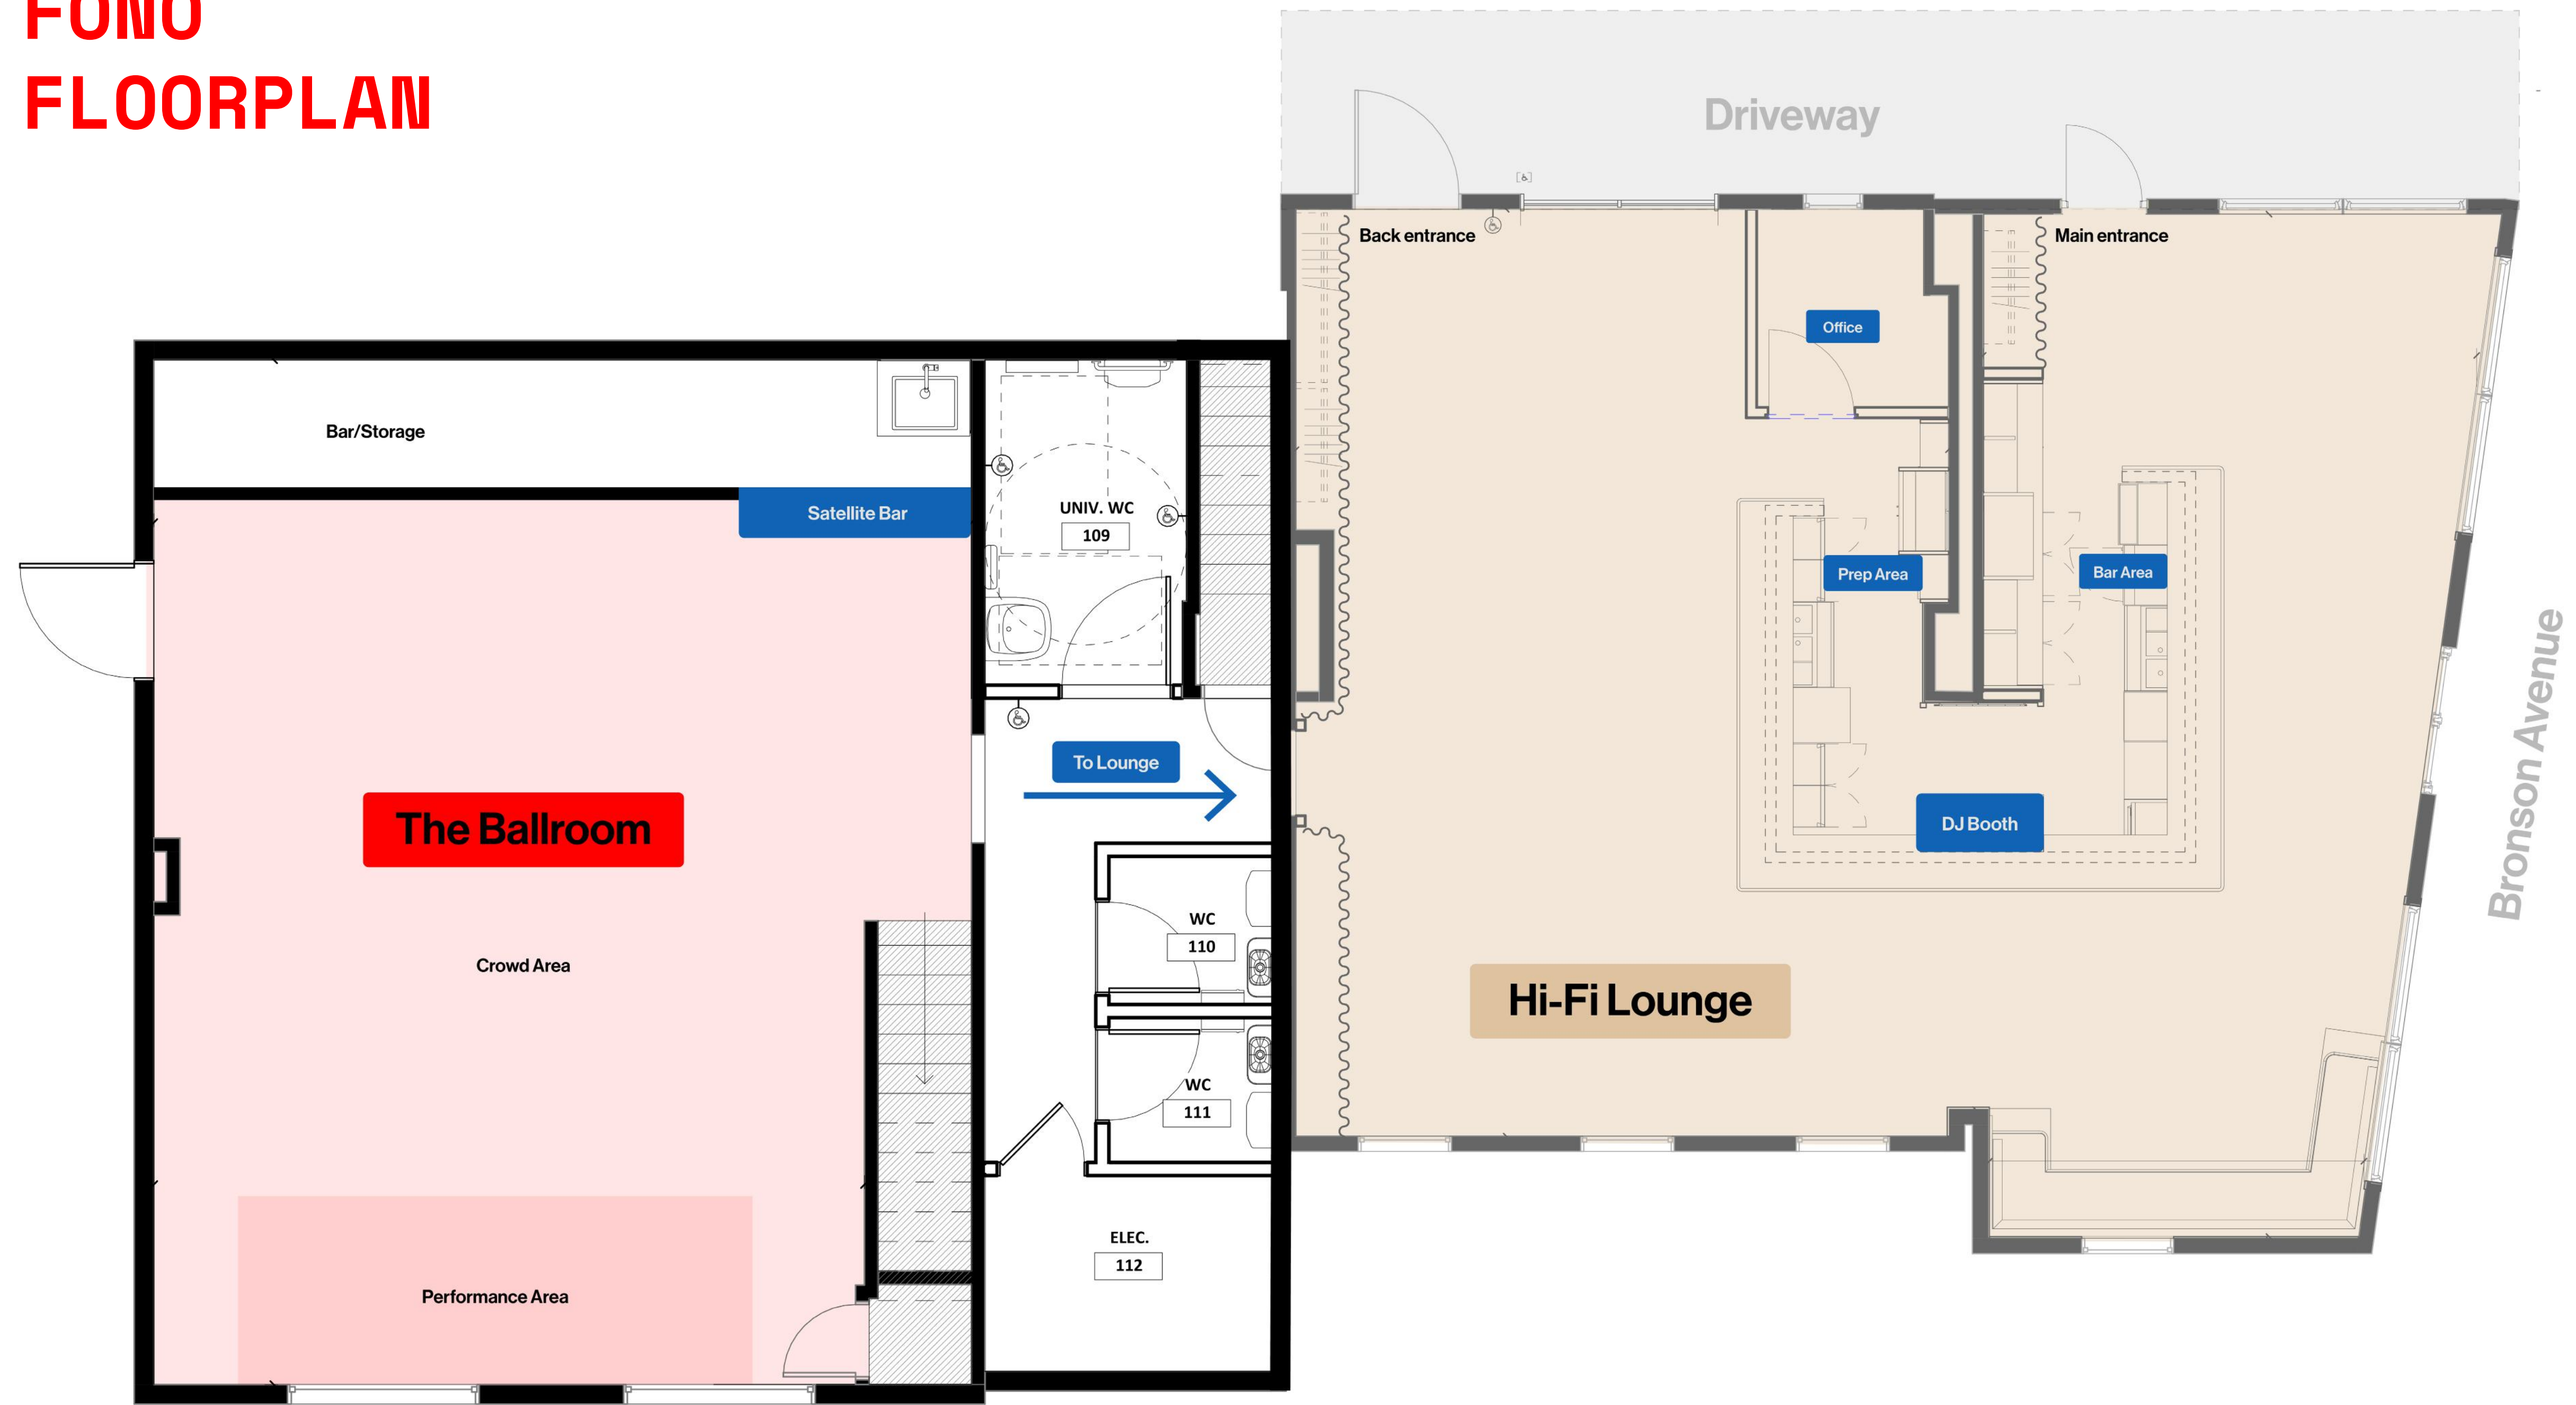 FONO
FLOORPLAN
Driveway
Back entrance
Main entrance
Office
Bar/Storage
Satellite Bar
UNIV. WC
109
Prep Area
Bar Area
To Lounge
The Ballroom
DJ Booth
Bronson Avenue
WC
110
Crowd Area
Hi-Fi Lounge
WC
111
ELEC.
112
Performance Area